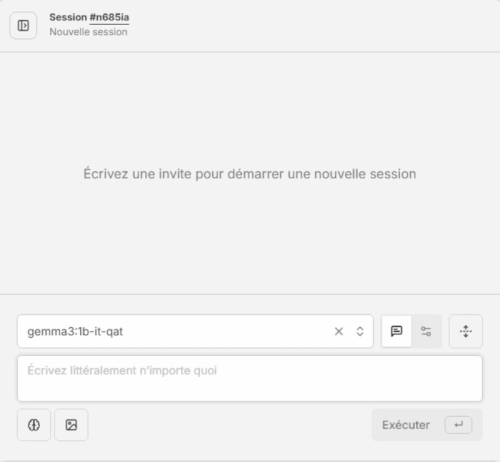 Session #n685ia
Nouvelle session
Écrivez une invite pour démarrer une nouvelle session
gemma3:1b-it-qat
Écrivez littéralement n'importe quoi
Exécuter